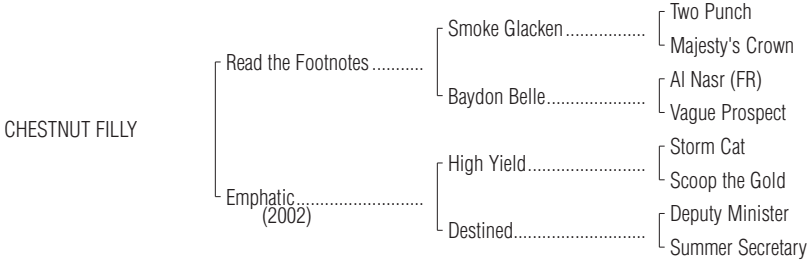 Two Punch
Smoke Glacken .................
Majesty's Crown
Read the Footnotes ...........
Al Nasr (FR)
Baydon Belle.....................
Vague Prospect
CHESTNUT FILLY
Storm Cat
High Yield.........................
Scoop the Gold
Emphatic...........................
(2002)
Deputy Minister
Destined............................
Summer Secretary